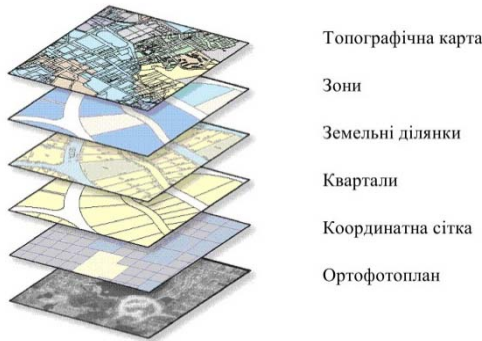 Топографічна карта
Зони
Земельні ділянки
Квартали
Координатна сітка
Ортофотоплан